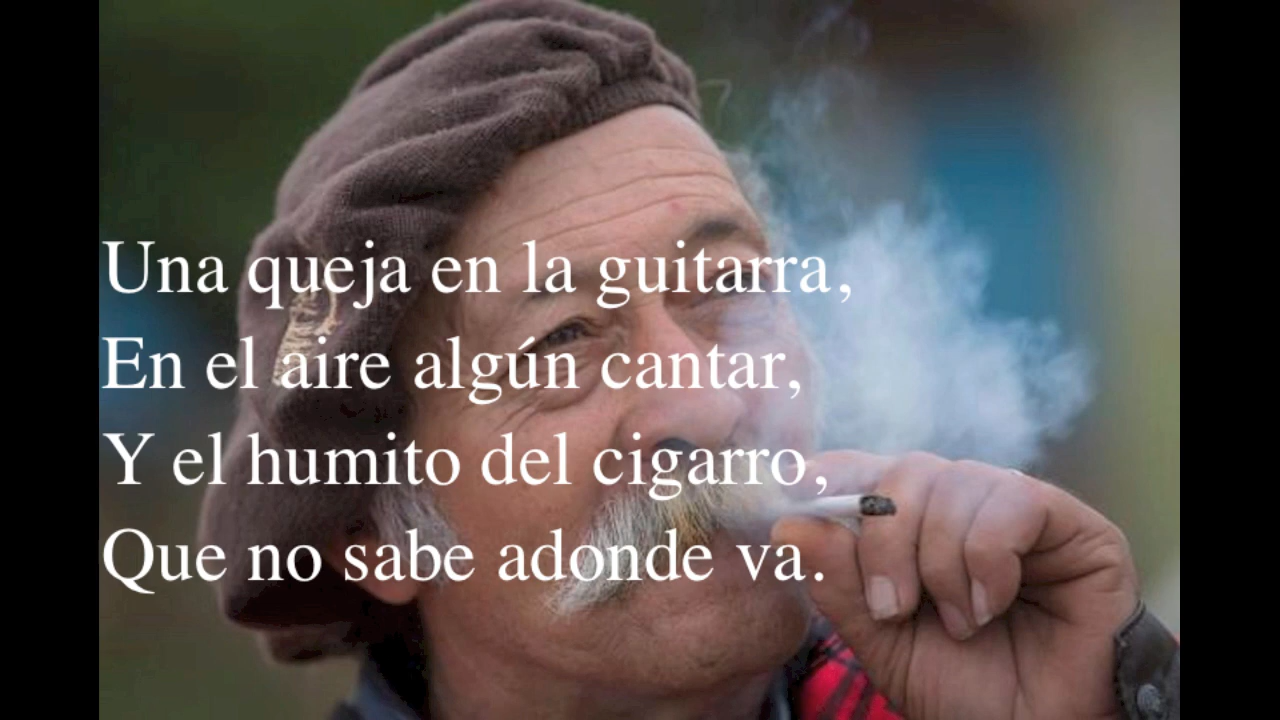 Una queja en la guitarra,
En el aire algún cantar,
Y el humito del cigarro,
Que no sabe adonde va.